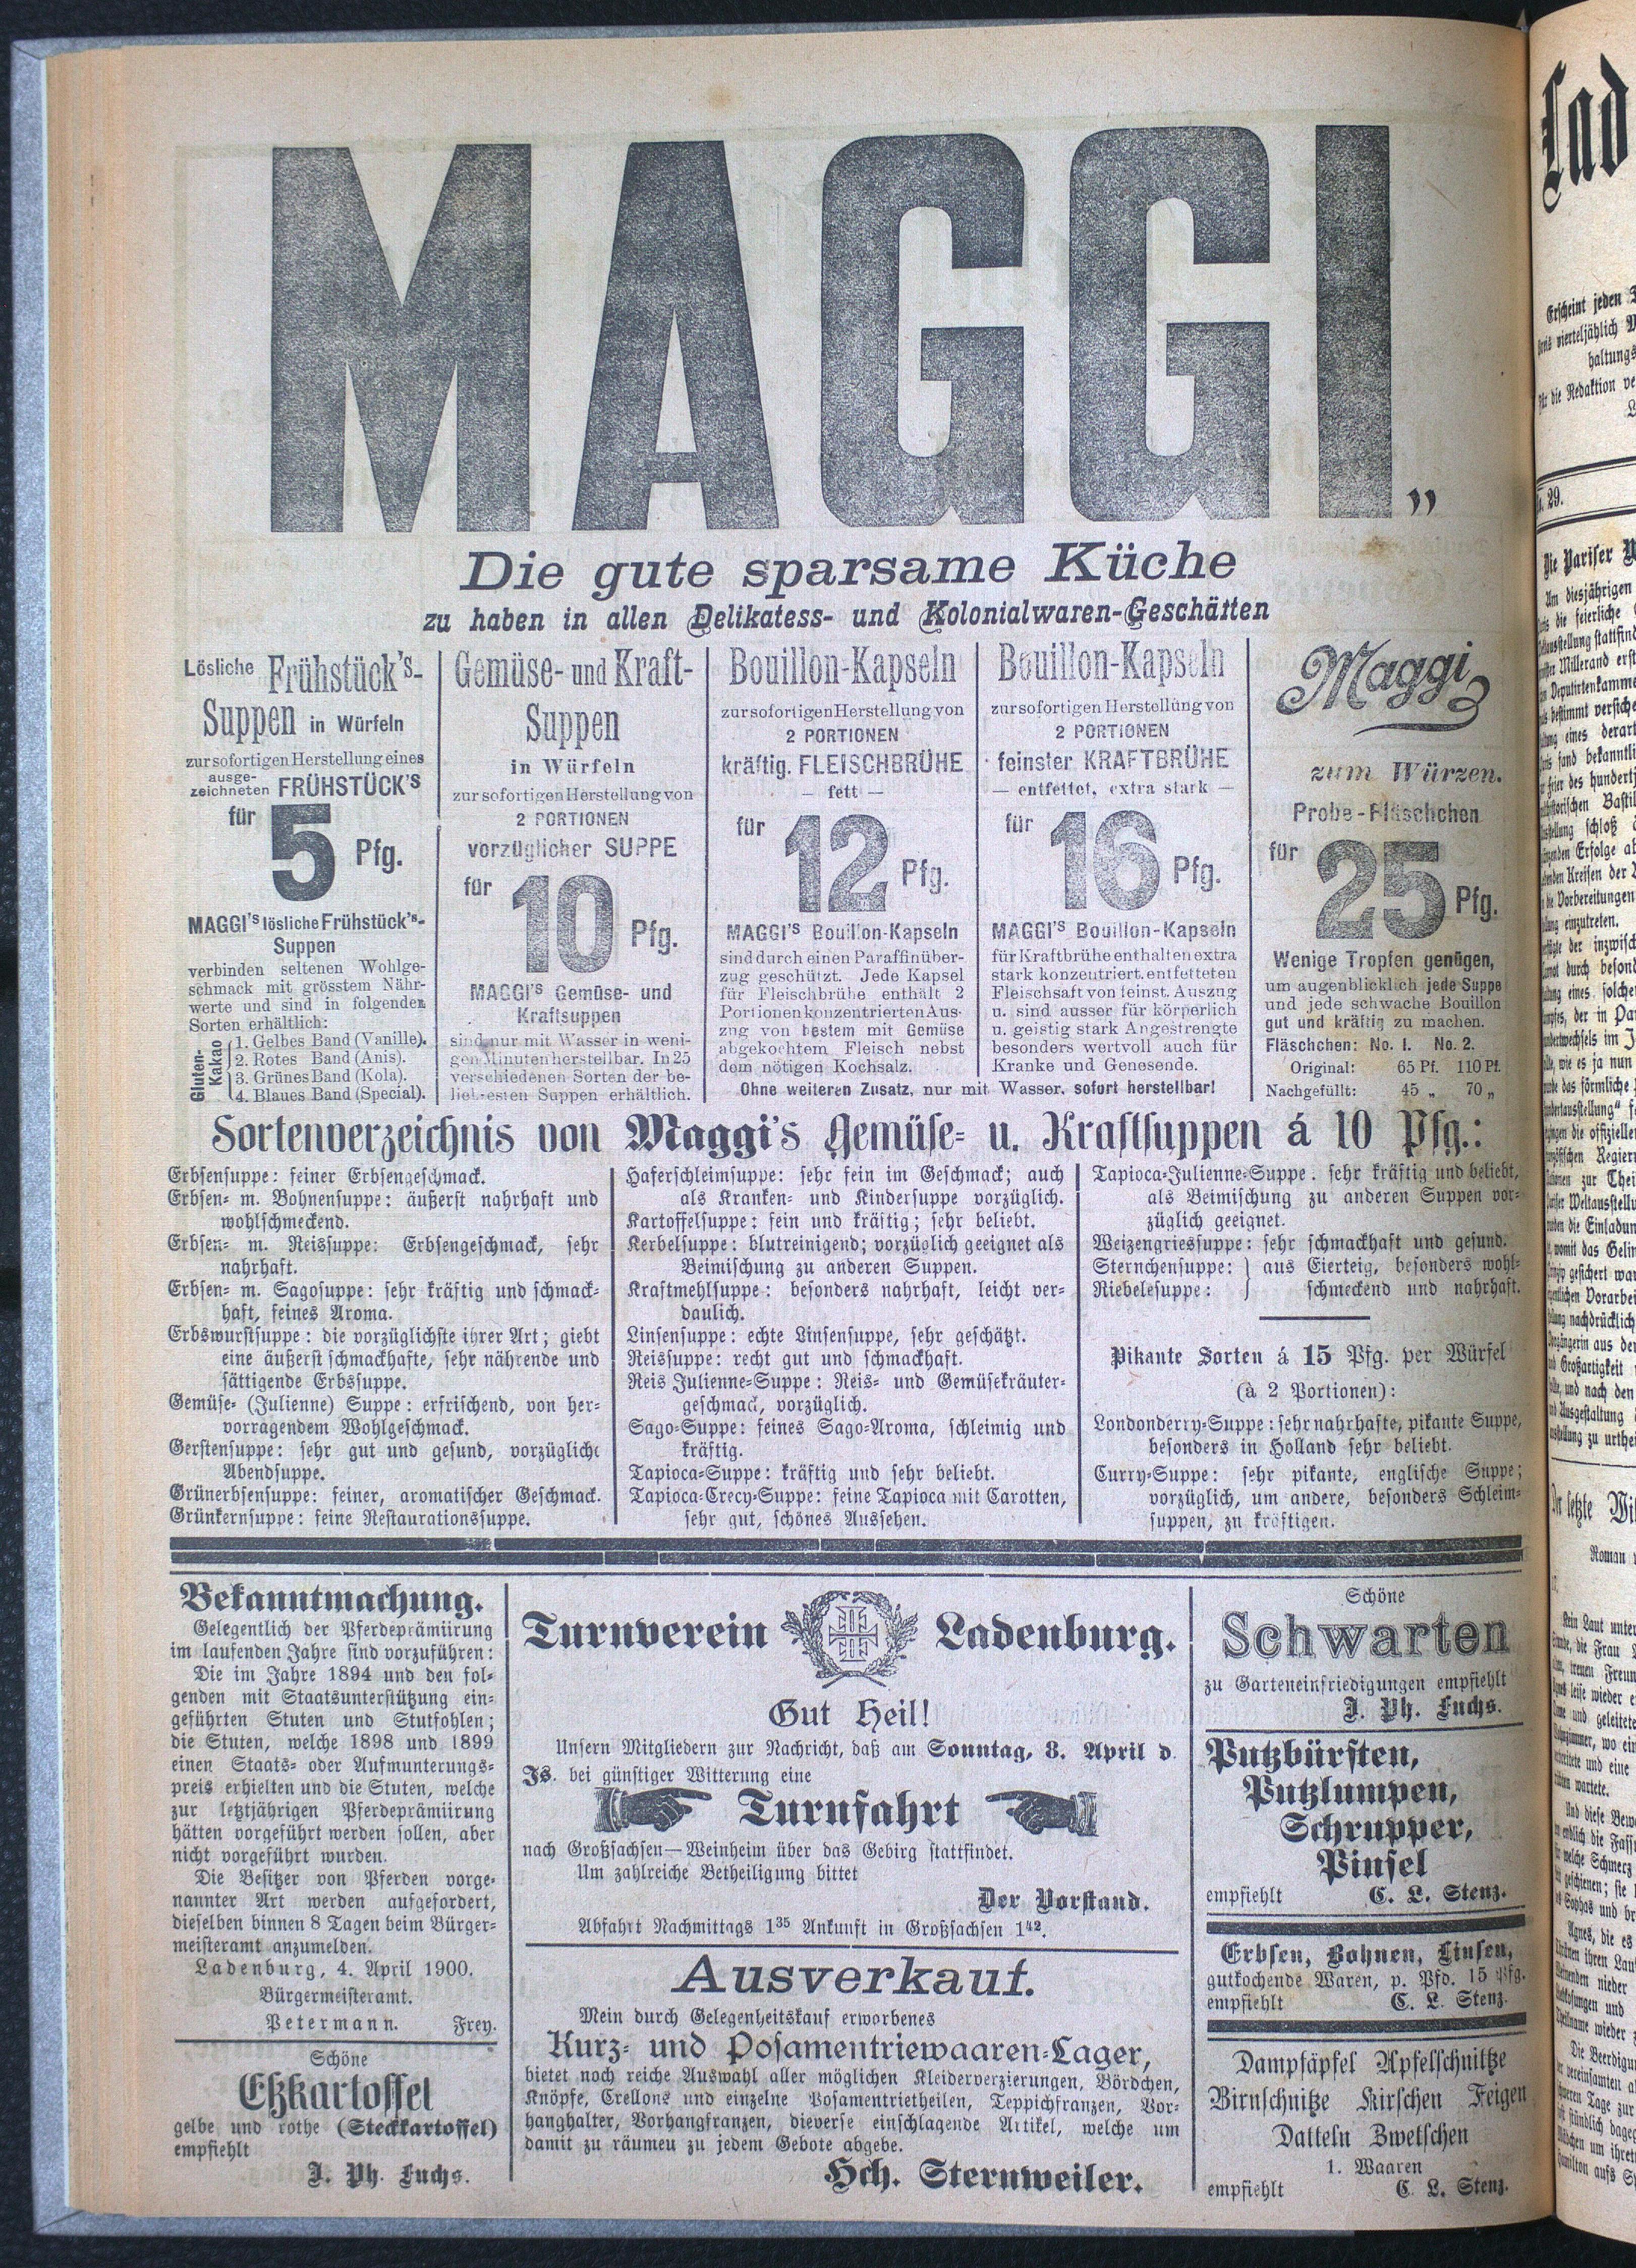 MAGGI„
Die gute sparsame Küche
zu haben in allen Delikatess- und Kolonialwaren-Geschätten
Lösliche Frühstück's-
Suppen in Würfeln
zur sofortigen Herstellung eines
ausge-
zeichneten FRÜHSTÜCK'S
für 5 Pfg.
MAGGI's lösliche Frühstück's-
Suppen
verbinden seltenen Wohlge-
schmack mit grösstem Nähr-
werte und sind in folgenden
Sorten erhältlich:
Gluten-
Kakao
1. Gelbes Band (Vanille).
2. Rotes Band (Anis).
3. Grünes Band (Kola).
4. Blaues Band (Special).
Gemüse- und Kraft-
Suppen
in Würfeln
zur sofortigen Herstellung von
2 PORTIONEN
vorzüglicher SUPPE
für 10 Pfg.
MAGGI's Gemüse- und
Kraftsuppen
sind nur mit Wasser in weni-
gen Minuten herstellbar. In 25
verschiedenen Sorten der be-
liebtesten Suppen erhältlich.
Bouillon-Kapseln
zur sofortigen Herstellung von
2 PORTIONEN
kräftig. FLEISCHBRÜHE
— fett —
für 12 Pfg.
MAGGI's Bouillon-Kapseln
sind durch einen Paraffinüber-
zug geschützt. Jede Kapsel
für Fleischbrühe enthält 2
Portionen konzentrierten Aus-
zug von bestem mit Gemüse
abgekochtem Fleisch nebst
dem nötigen Kochsalz.
Bouillon-Kapseln
zur sofortigen Herstellung von
2 PORTIONEN
feinster KRAFTBRÜHE
— entfettet, extra stark —
für 16 Pfg.
MAGGI's Bouillon-Kapseln
für Kraftbrühe enthalten extra
stark konzentriert. entfetteten
Fleischsaft von feinst. Auszug
u. sind ausser für körperlich
u. geistig stark Angestrengte
besonders wertvoll auch für
Kranke und Genesende.
Ohne weiteren Zusatz, nur mit Wasser, sofort herstellbar!
Maggi
zum Würzen.
Probe-Fläschchen
für 25 Pfg.
Wenige Tropfen genügen,
um augenblicklich jede Suppe
und jede schwache Bouillon
gut und kräftig zu machen.
Fläschchen: No. 1. No. 2.
Original: 65 Pf. 110 Pf.
Nachgefüllt: 45 „ 70 „
Sortenverzeichnis von Maggi's Gemüse- u. Kraftsuppen á 10 Pfg.:
Erbsensuppe: feiner Erbsengeschmack.
Erbsen- m. Bohnensuppe: äußerst nahrhaft und
wohlschmeckend.
Erbsen- m. Reissuppe: Erbsengeschmack, sehr
nahrhaft.
Erbsen- m. Sagosuppe: sehr kräftig und schmack-
haft, feines Aroma.
Erbswurstsuppe: die vorzüglichste ihrer Art; giebt
eine äußerst schmackhafte, sehr nährende und
sättigende Erbssuppe.
Gemüse- (Julienne) Suppe: erfrischend, von her-
vorragendem Wohlgeschmack.
Gerstensuppe: sehr gut und gesund, vorzügliche
Abendsuppe.
Grünerbsensuppe: feiner, aromatischer Geschmack.
Grünkernsuppe: feine Restaurationssuppe.
Haferschleimsuppe: sehr fein im Geschmack; auch
als Kranken- und Kindersuppe vorzüglich.
Kartoffelsuppe: fein und kräftig; sehr beliebt.
Kerbelsuppe: blutreinigend; vorzüglich geeignet als
Beimischung zu anderen Suppen.
Kraftmehlsuppe: besonders nahrhaft, leicht ver-
daulich.
Linsensuppe: echte Linsensuppe, sehr geschätzt.
Reissuppe: recht gut und schmackhaft.
Reis Julienne-Suppe: Reis- und Gemüsekräuter-
geschmack, vorzüglich.
Sago-Suppe: feines Sago-Aroma, schleimig und
kräftig.
Tapioca-Suppe: kräftig und sehr beliebt.
Tapioca-Crecy-Suppe: feine Tapioca mit Carotten,
sehr gut, schönes Aussehen.
Tapioca-Julienne-Suppe. sehr kräftig und beliebt,
als Beimischung zu anderen Suppen vor-
züglich geeignet.
Weizengriessuppe: sehr schmackhaft und gesund.
Sternchensuppe: } aus Eierteig, besonders wohl-
Riebelesuppe: } schmeckend und nahrhaft.
Pikante Sorten á 15 Pfg. per Würfel
(à 2 Portionen):
Londonderry-Suppe: sehr nahrhafte, pikante Suppe,
besonders in Holland sehr beliebt.
Curry-Suppe: sehr pikante, englische Suppe;
vorzüglich, um andere, besonders Schleim-
suppen, zu kräftigen.
Bekanntmachung.
Gelegentlich der Pferdeprämiirung
im laufenden Jahre sind vorzuführen:
Die im Jahre 1894 und den fol-
genden mit Staatsunterstützung ein-
geführten Stuten und Stutfohlen;
die Stuten, welche 1898 und 1899
einen Staats- oder Aufmunterungs-
preis erhielten und die Stuten, welche
zur letztjährigen Pferdeprämiirung
hätten vorgeführt werden sollen, aber
nicht vorgeführt wurden.
Die Besitzer von Pferden vorge-
nannter Art werden aufgefordert,
dieselben binnen 8 Tagen beim Bürger-
meisteramt anzumelden.
Ladenburg, 4. April 1900.
Bürgermeisteramt.
Petermann. Frey.
Schöne
Eßkartoffel
gelbe und rothe (Steckkartoffel)
empfiehlt
J. Ph. Fuchs.
Turnverein Ladenburg.
Gut Heil!
Unsern Mitgliedern zur Nachricht, daß am Sonntag, 8. April d
Js. bei günstiger Witterung eine
Turnfahrt
nach Großsachsen—Weinheim über das Gebirg stattfindet.
Um zahlreiche Betheiligung bittet
Der Vorstand.
Abfahrt Nachmittags 1³⁵ Ankunft in Großsachsen 1⁴².
Ausverkauf.
Mein durch Gelegenheitskauf erworbenes
Kurz- und Posamentriewaaren-Lager,
bietet noch reiche Auswahl aller möglichen Kleiderverzierungen, Bördchen,
Knöpfe, Crellons und einzelne Posamentrietheilen, Teppichfranzen, Vor-
hanghalter, Vorhangfranzen, dieverse einschlagende Artikel, welche um
damit zu räumeu zu jedem Gebote abgebe.
Hch. Sternweiler.
Schöne
Schwarten
zu Garteneinfriedigungen empfiehlt
J. Ph. Fuchs.
Putzbürsten,
Putzlumpen,
Schrupper,
Pinsel
empfiehlt C. L. Stenz.
Erbsen, Bohnen, Linsen,
gutkochende Waren, p. Pfd. 15 Pfg.
empfiehlt C. L. Stenz.
Dampfäpfel Apfelschnitze
Birnschnitze Kirschen Feigen
Datteln Zwetschen
1. Waaren
empfiehlt C. L. Stenz.
Lad
Erscheint jeden
vierteljährlich
haltungs
die Redaktion
29.
Die Pariser
Am diesjährigen
die feierliche
Roman